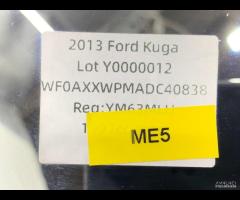 2013 Ford Kuga
Lot Y0000012
WF0AXXWPMADC40838
ME5